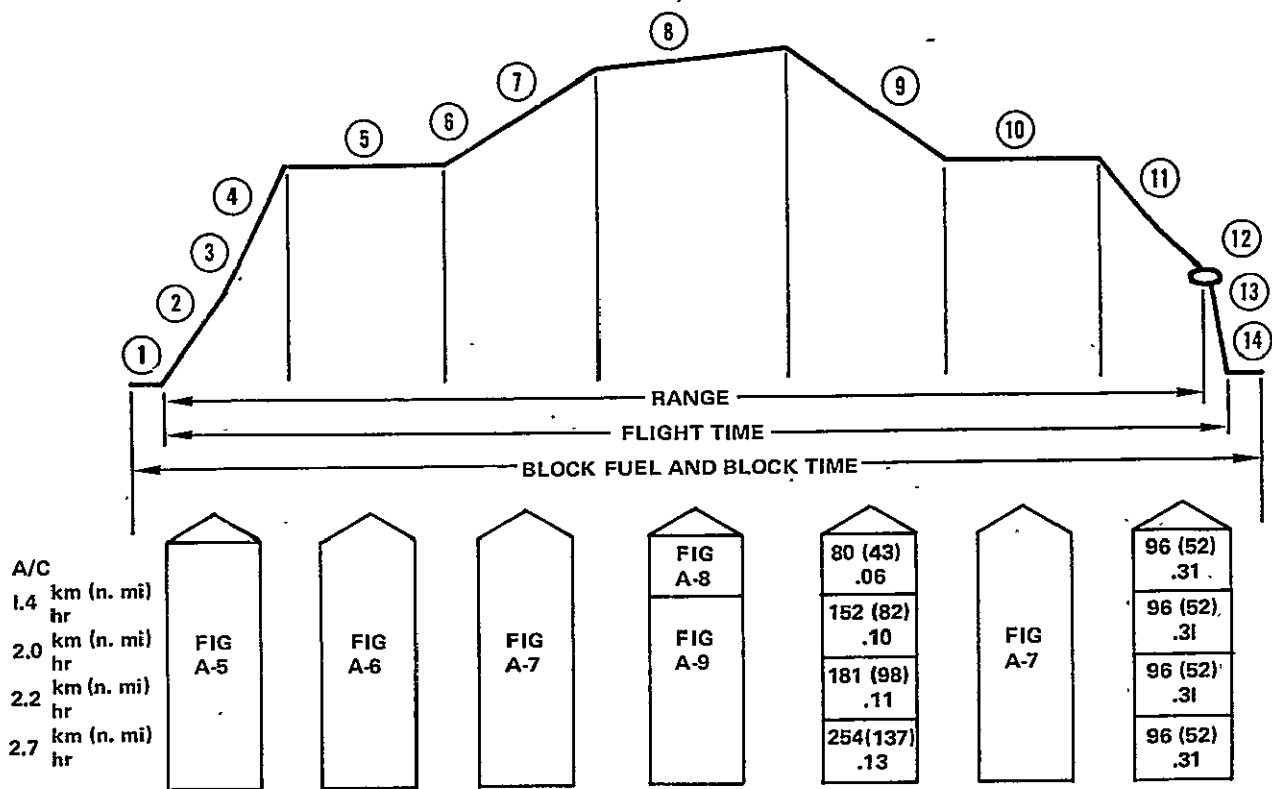 8
7
9
6
5
10
4
11
3
12
2
13
1
14
RANGE
FLIGHT TIME
BLOCK FUEL AND BLOCK TIME
A/C
1.4 km (n. mi) hr
2.0 km (n. mi) hr
2.2 km (n. mi) hr
2.7 km (n. mi) hr
FIG A-5
FIG A-6
FIG A-7
FIG A-8
FIG A-9
80 (43)
.06
152 (82)
.10
181 (98)
.11
254(137)
.13
FIG A-7
96 (52)
.31
96 (52)
.31
96 (52)
.31
96 (52)
.31